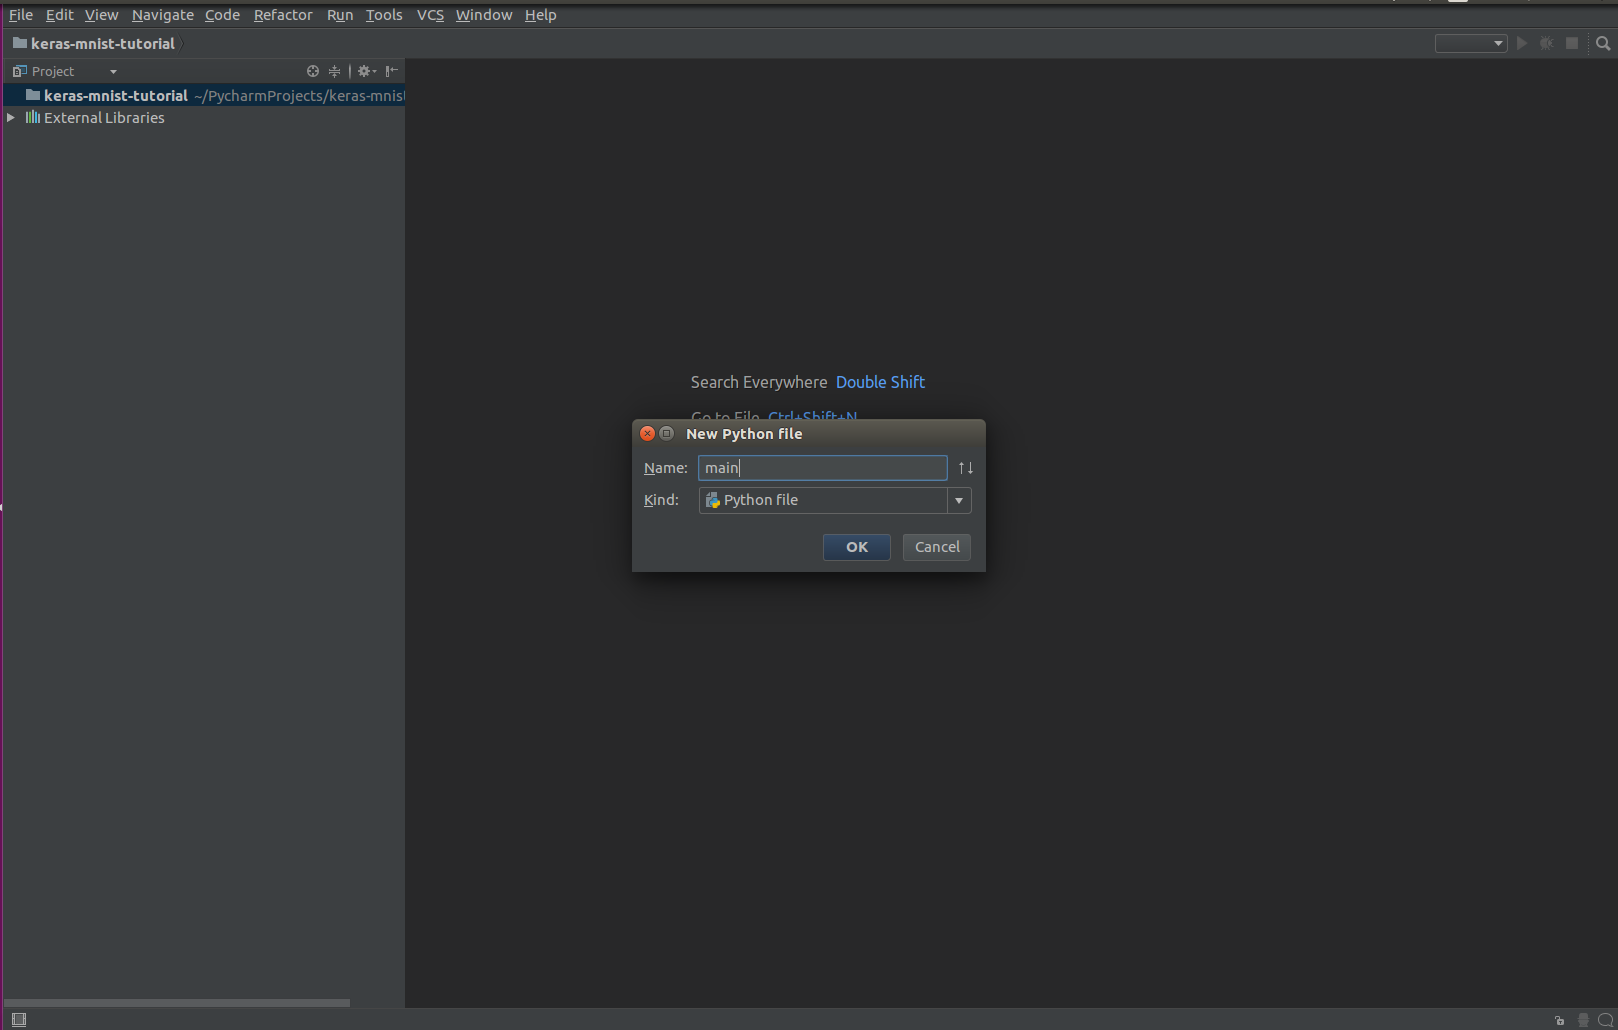 File Edit View Navigate Code Refactor Run Tools VCS Window Help
keras-mnist-tutorial
Project
keras-mnist-tutorial ~/PycharmProjects/keras-mnist
External Libraries
Search Everywhere Double Shift
Go to File Ctrl+Shift+N
New Python file
Name: main
Kind: Python file
OK Cancel